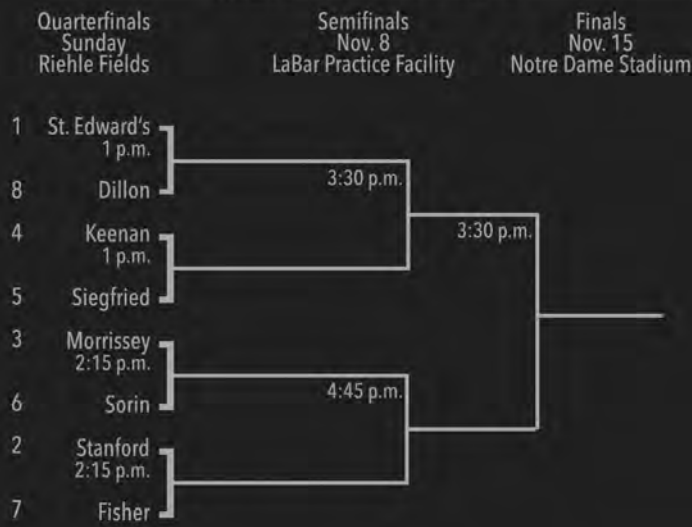 Quarterfinals
Sunday
Riehle Fields
Semifinals
Nov. 8
LaBar Practice Facility
Finals
Nov. 15
Notre Dame Stadium
1 St. Edward's
1 p.m.
8 Dillon
3:30 p.m.
4 Keenan
1 p.m.
5 Siegfried
3:30 p.m.
3 Morrissey
2:15 p.m.
6 Sorin
4:45 p.m.
2 Stanford
2:15 p.m.
7 Fisher